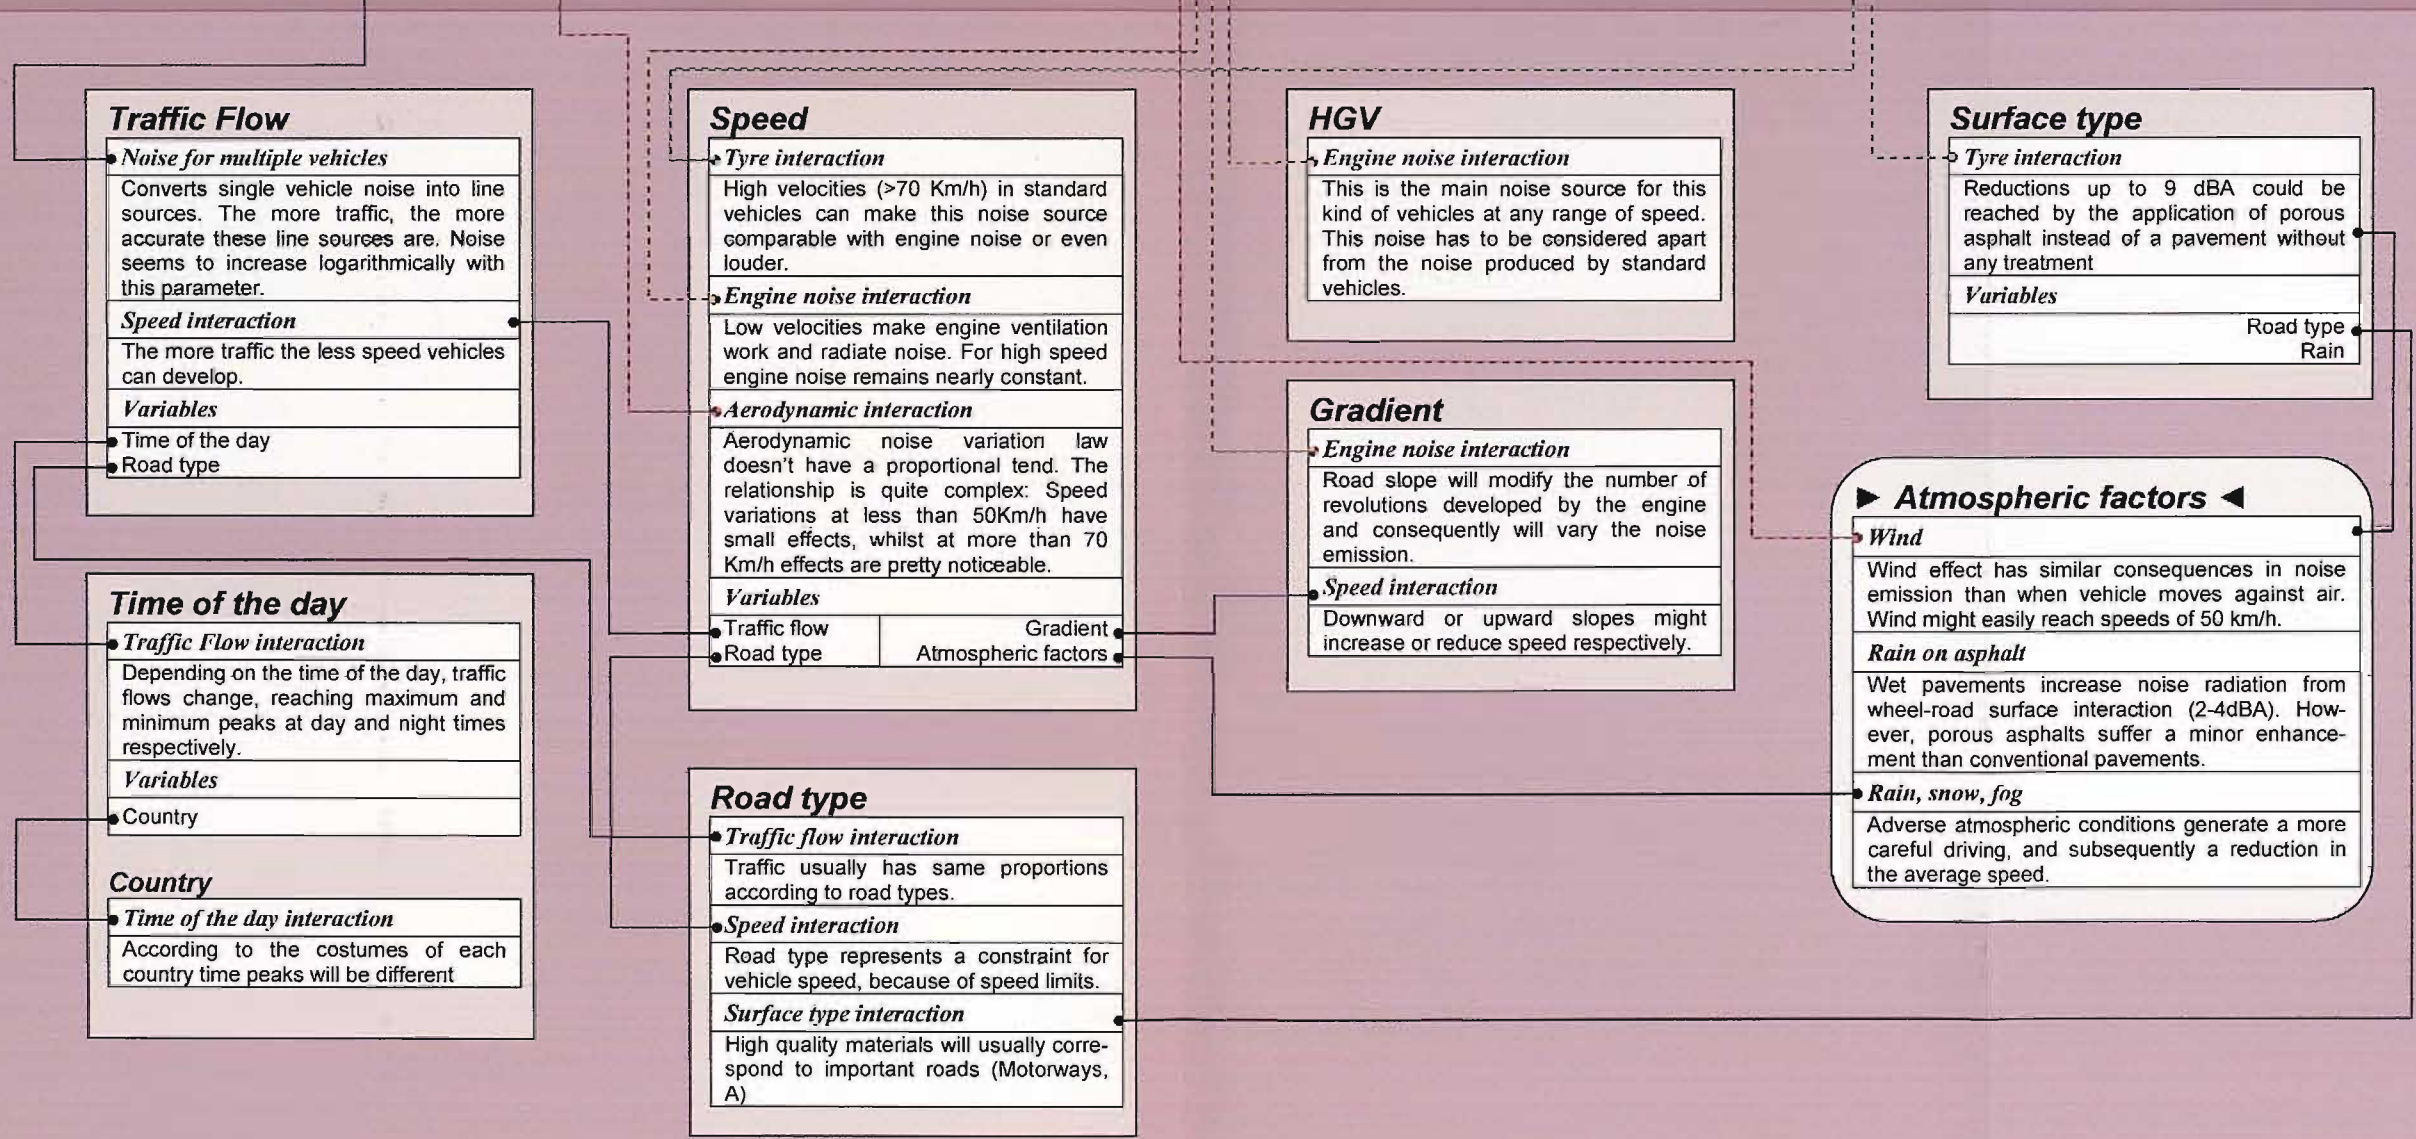 Traffic Flow
Noise for multiple vehicles
Converts single vehicle noise into line
sources. The more traffic, the more
accurate these line sources are. Noise
seems to increase logarithmically with
this parameter.
Speed interaction
The more traffic the less speed vehicles
can develop.
Variables
Time of the day
Road type
Time of the day
Traffic Flow interaction
Depending on the time of the day, traffic
flows change, reaching maximum and
minimum peaks at day and night times
respectively.
Variables
Country
Country
Time of the day interaction
According to the costumes of each
country time peaks will be different
Speed
Tyre interaction
High velocities (>70 Km/h) in standard
vehicles can make this noise source
comparable with engine noise or even
louder.
Engine noise interaction
Low velocities make engine ventilation
work and radiate noise. For high speed
engine noise remains nearly constant.
Aerodynamic interaction
Aerodynamic noise variation law
doesn't have a proportional tend. The
relationship is quite complex: Speed
variations at less than 50Km/h have
small effects, whilst at more than 70
Km/h effects are pretty noticeable.
Variables
Traffic flow Gradient
Road type Atmospheric factors
Road type
Traffic flow interaction
Traffic usually has same proportions
according to road types.
Speed interaction
Road type represents a constraint for
vehicle speed, because of speed limits.
Surface type interaction
High quality materials will usually corre-
spond to important roads (Motorways,
A)
HGV
Engine noise interaction
This is the main noise source for this
kind of vehicles at any range of speed.
This noise has to be considered apart
from the noise produced by standard
vehicles.
Gradient
Engine noise interaction
Road slope will modify the number of
revolutions developed by the engine
and consequently will vary the noise
emission.
Speed interaction
Downward or upward slopes might
increase or reduce speed respectively.
Surface type
Tyre interaction
Reductions up to 9 dBA could be
reached by the application of porous
asphalt instead of a pavement without
any treatment
Variables
Road type
Rain
► Atmospheric factors ◄
Wind
Wind effect has similar consequences in noise
emission than when vehicle moves against air.
Wind might easily reach speeds of 50 km/h.
Rain on asphalt
Wet pavements increase noise radiation from
wheel-road surface interaction (2-4dBA). How-
ever, porous asphalts suffer a minor enhance-
ment than conventional pavements.
Rain, snow, fog
Adverse atmospheric conditions generate a more
careful driving, and subsequently a reduction in
the average speed.